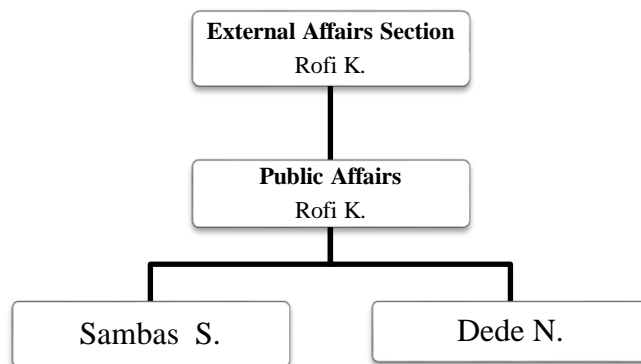 External Affairs Section
Rofi K.
Public Affairs
Rofi K.
Sambas S.
Dede N.